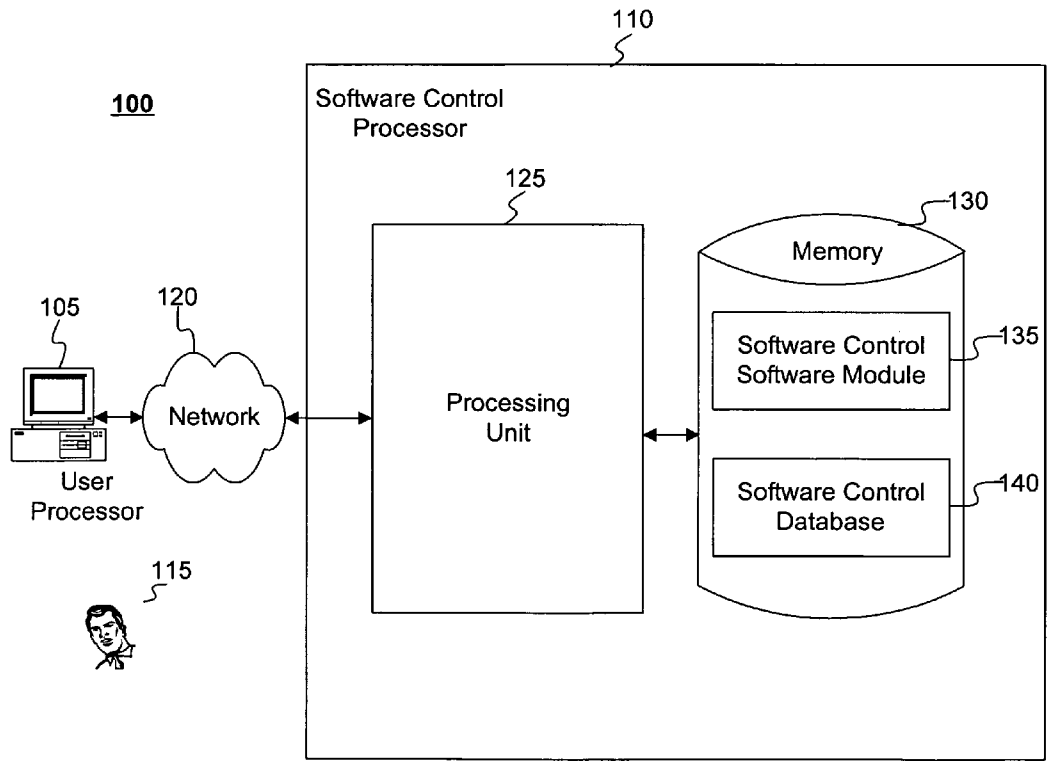 110
100
Software Control
Processor
125
130
Memory
120
105
135
Software Control
Software Module
Network
Processing
Unit
User
Processor
140
Software Control
Database
115